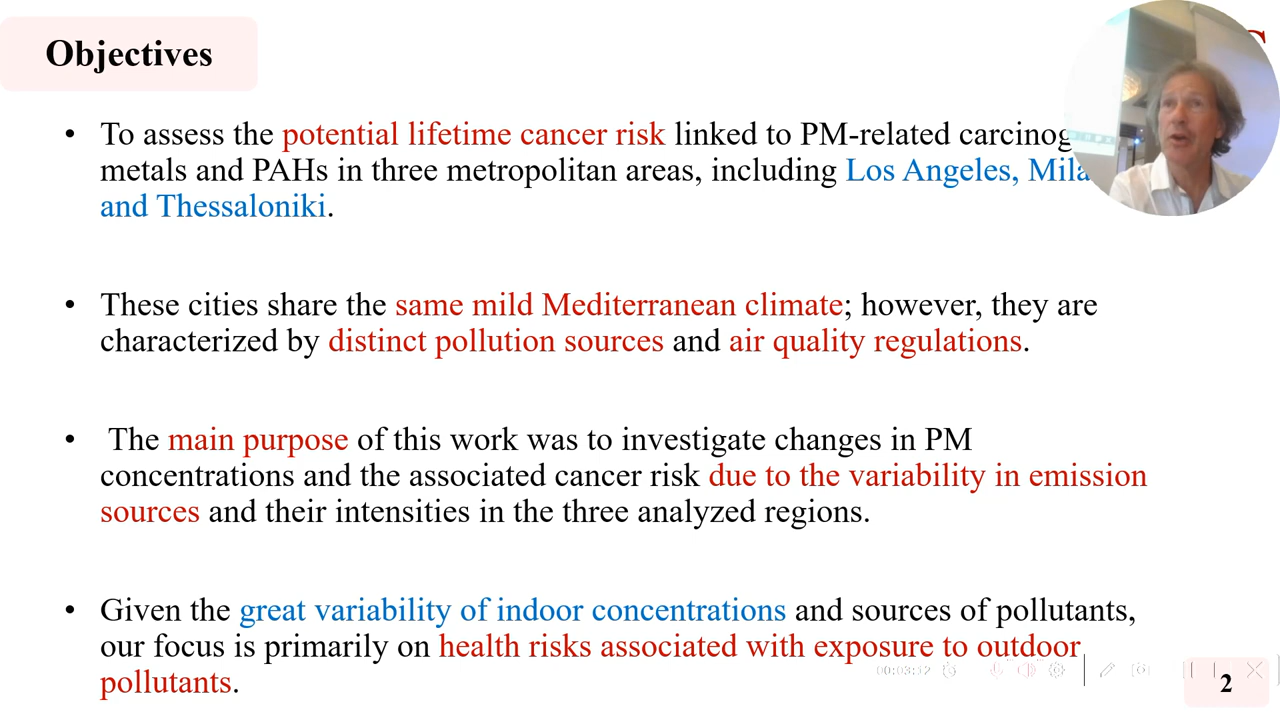 Objectives
• To assess the potential lifetime cancer risk linked to PM-related
metals and PAHs in three metropolitan areas, including Los Angeles,
and Thessaloniki.
• These cities share the same mild Mediterranean climate; however, they are
characterized by distinct pollution sources and air quality regulations.
• The main purpose of this work was to investigate changes in PM
concentrations and the associated cancer risk due to the variability in emission
sources and their intensities in the three analyzed regions.
• Given the great variability of indoor concentrations and sources of pollutants,
our focus is primarily on health risks associated with exposure to outdoor
pollutants.
2